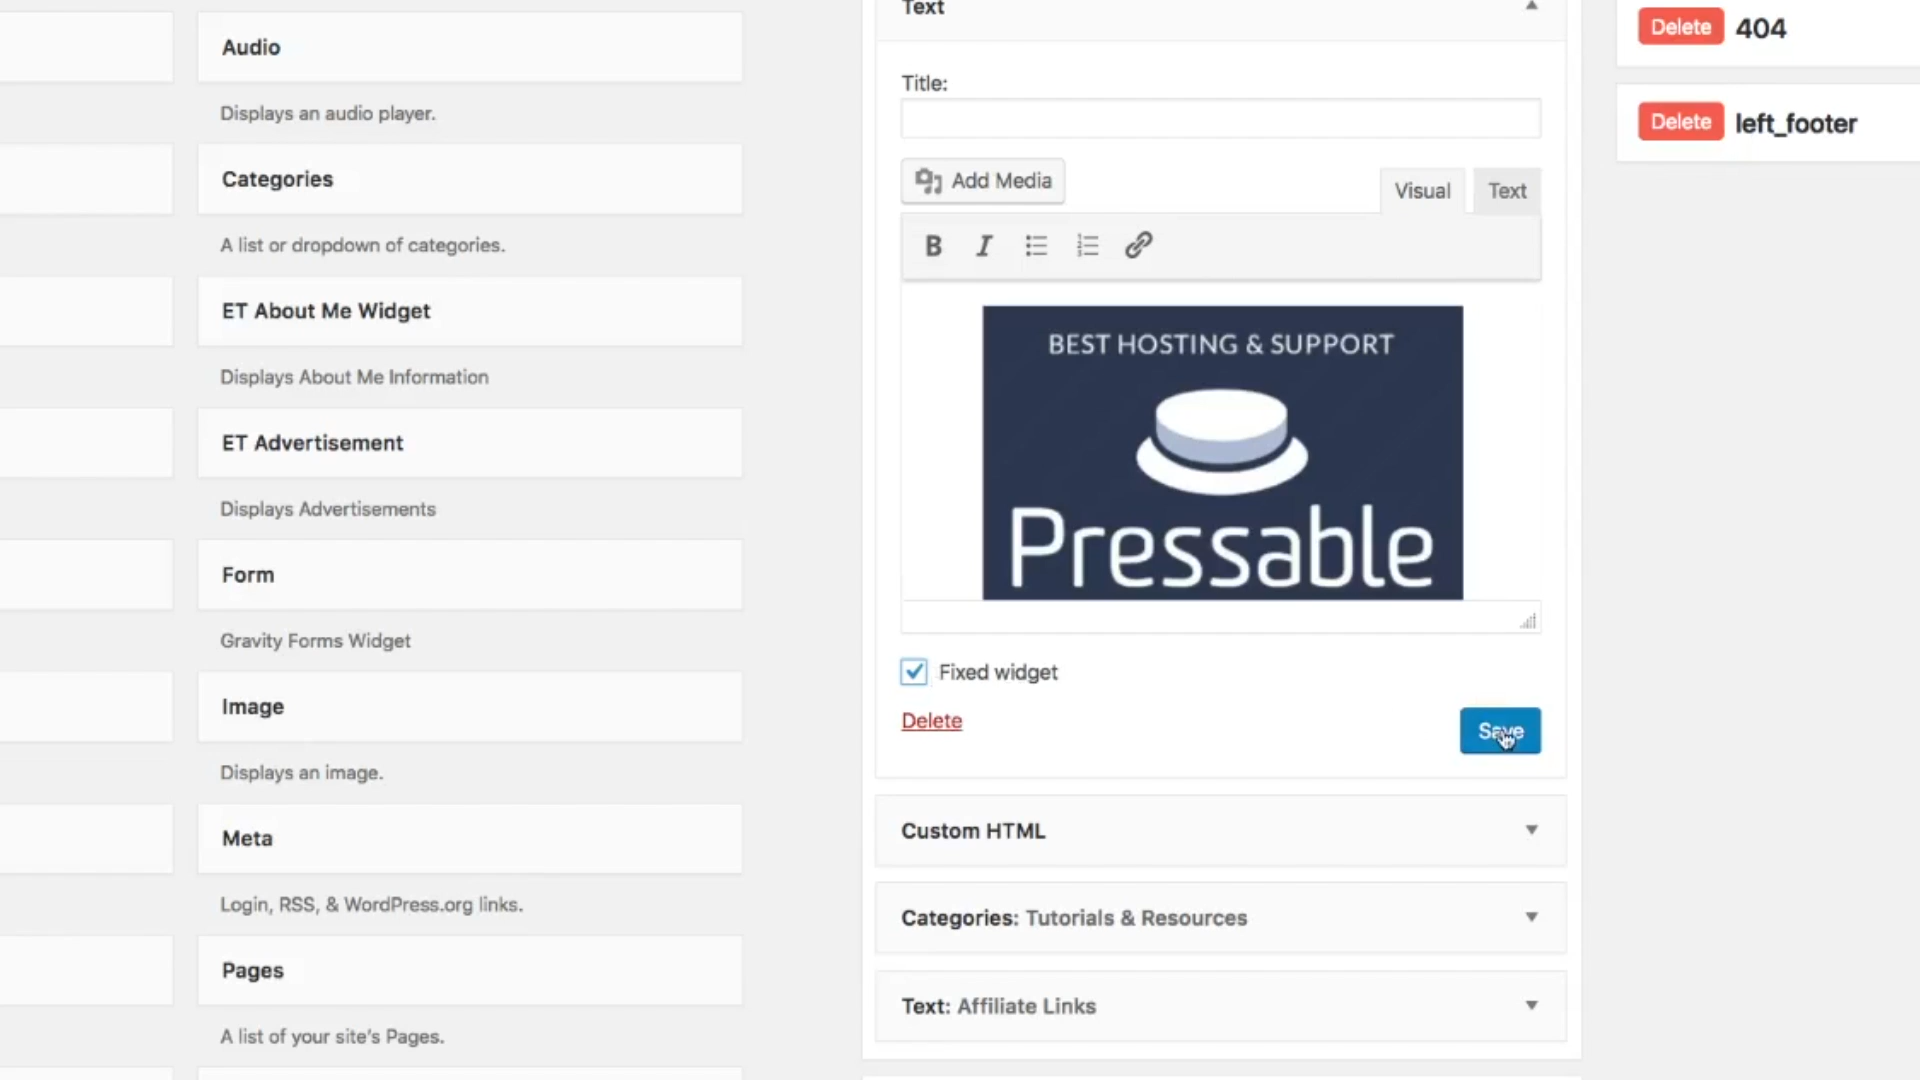 Audio
Displays an audio player.
Categories
A list or dropdown of categories.
ET About Me Widget
Displays About Me Information
ET Advertisement
Displays Advertisements
Form
Gravity Forms Widget
Image
Displays an image.
Meta
Login, RSS, & WordPress.org links.
Pages
A list of your site's Pages.
Text
Title:
Add Media
Visual
Text
B I
BEST HOSTING & SUPPORT
Pressable
Fixed widget
Delete
Save
Custom HTML
Categories: Tutorials & Resources
Text: Affiliate Links
Delete 404
Delete left_footer